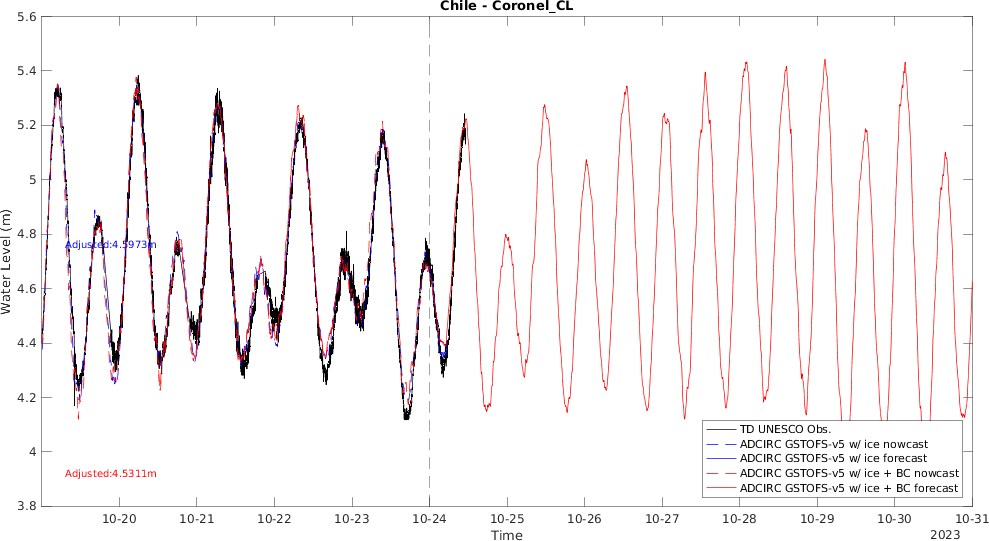 Chile - Coronel_CL
5.6
5.4
5.2
5
4.8
4.6
4.4
4.2
4
3.8
Water Level (m)
Adjusted:4.5973m
Adjusted:4.5311m
TD UNESCO Obs.
ADCIRC GSTOFS-v5 w/ ice nowcast
ADCIRC GSTOFS-v5 w/ ice forecast
ADCIRC GSTOFS-v5 w/ ice + BC nowcast
ADCIRC GSTOFS-v5 w/ ice + BC forecast
10-20 10-21 10-22 10-23 10-24 10-25 10-26 10-27 10-28 10-29 10-30 10-31
Time
2023